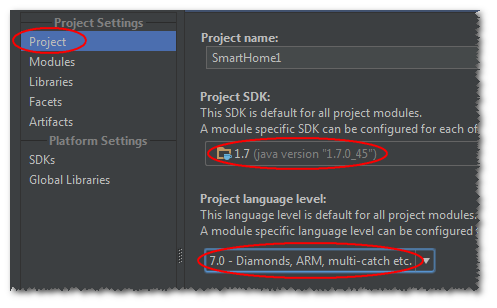 Project Settings
Project
Modules
Libraries
Facets
Artifacts
Platform Settings
SDKs
Global Libraries
Project name:
SmartHome1
Project SDK:
This SDK is default for all project modules.
A module specific SDK can be configured for each of
1.7 (java version "1.7.0_45")
Project language level:
This language level is default for all project modules.
A module specific language level can be configured
7.0 - Diamonds, ARM, multi-catch etc.